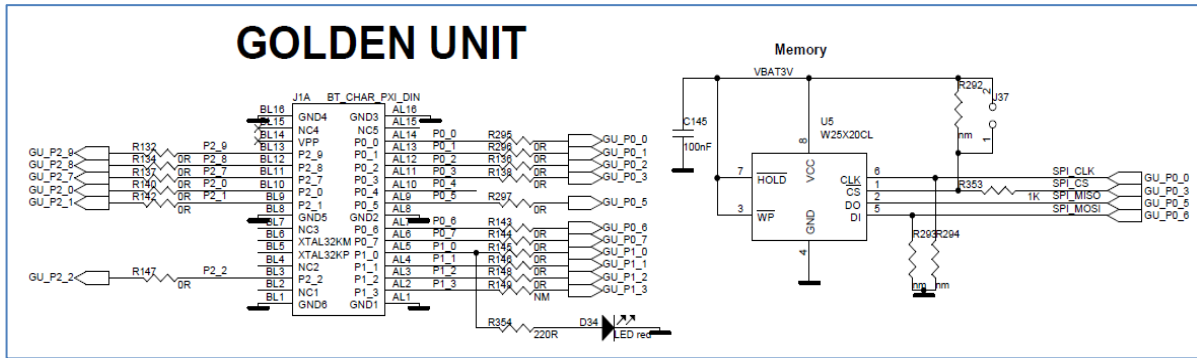 GOLDEN UNIT
J1A BT_CHAR_PXI_DIN
BL16 GND4 GND3 AL16
BL15 NC4 NC5 AL15
BL14 VPP P0_0 AL14 P0_0 R295 GU_P0_0
GU_P2_9 R132 0R P2_9 BL13 P2_9 P0_1 AL13 P0_1 R296 0R GU_P0_1
GU_P2_8 R134 0R P2_8 BL12 P2_8 P0_2 AL12 P0_2 R136 0R GU_P0_2
GU_P2_7 R137 0R P2_7 BL11 P2_7 P0_3 AL11 P0_3 R138 0R GU_P0_3
GU_P2_0 R140 0R P2_0 BL10 P2_0 P0_4 AL10 P0_4
GU_P2_1 R142 0R P2_1 BL9 P2_1 P0_5 AL9 P0_5 R297 0R GU_P0_5
BL8 GND5 GND2 AL8
BL7 NC3 P0_6 AL7 P0_6 R143 GU_P0_6
BL6 XTAL32KM P0_7 AL6 P0_7 R144 0R GU_P0_7
BL5 XTAL32KP P1_0 AL5 P1_0 R145 0R GU_P1_0
BL4 NC2 P1_1 AL4 P1_1 R146 0R GU_P1_1
GU_P2_2 R147 0R P2_2 BL3 P2_2 P1_2 AL3 P1_2 R148 0R GU_P1_2
BL2 NC1 P1_3 AL2 P1_3 R149 0R GU_P1_3
BL1 GND6 GND1 AL1 NM
R354 220R D34 LED red
Memory
VBAT3V
C145
100nF
U5
W25X20CL
R292 nm
J37
2
1
8 VCC
7 HOLD
3 WP
GND 4
CLK 6 SPI_CLK GU_P0_0
CS 1 R353 1K SPI_CS GU_P0_3
DO 2 SPI_MISO GU_P0_5
DI 5 SPI_MOSI GU_P0_6
R293 R294
nm nm